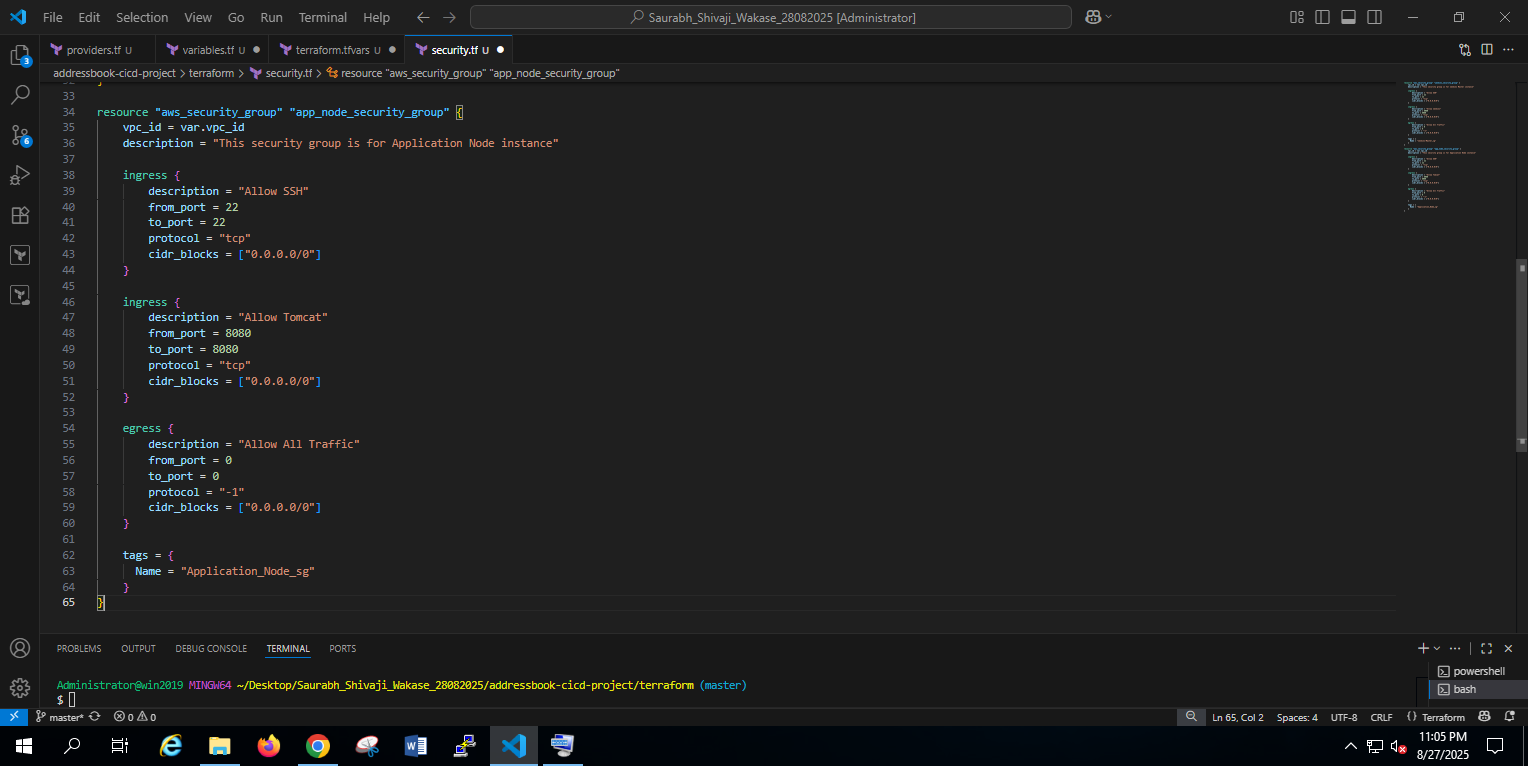 File Edit Selection View Go Run Terminal Help
Saurabh_Shivaji_Wakase_28082025 [Administrator]
providers.tf U
variables.tf U
terraform.tfvars U
security.tf U
addressbook-cicd-project > terraform > security.tf > resource "aws_security_group" "app_node_security_group"
33
34 resource "aws_security_group" "app_node_security_group" {
35 vpc_id = var.vpc_id
36 description = "This security group is for Application Node instance"
37
38 ingress {
39 description = "Allow SSH"
40 from_port = 22
41 to_port = 22
42 protocol = "tcp"
43 cidr_blocks = ["0.0.0.0/0"]
44 }
45
46 ingress {
47 description = "Allow Tomcat"
48 from_port = 8080
49 to_port = 8080
50 protocol = "tcp"
51 cidr_blocks = ["0.0.0.0/0"]
52 }
53
54 egress {
55 description = "Allow All Traffic"
56 from_port = 0
57 to_port = 0
58 protocol = "-1"
59 cidr_blocks = ["0.0.0.0/0"]
60 }
61
62 tags = {
63 Name = "Application_Node_sg"
64 }
65 }
PROBLEMS OUTPUT DEBUG CONSOLE TERMINAL PORTS
powershell
bash
Administrator@win2019 MINGW64 ~/Desktop/Saurabh_Shivaji_Wakase_28082025/addressbook-cicd-project/terraform (master)
$
3
6
master* 0 0
Ln 65, Col 2 Spaces: 4 UTF-8 CRLF {} Terraform
11:05 PM
8/27/2025